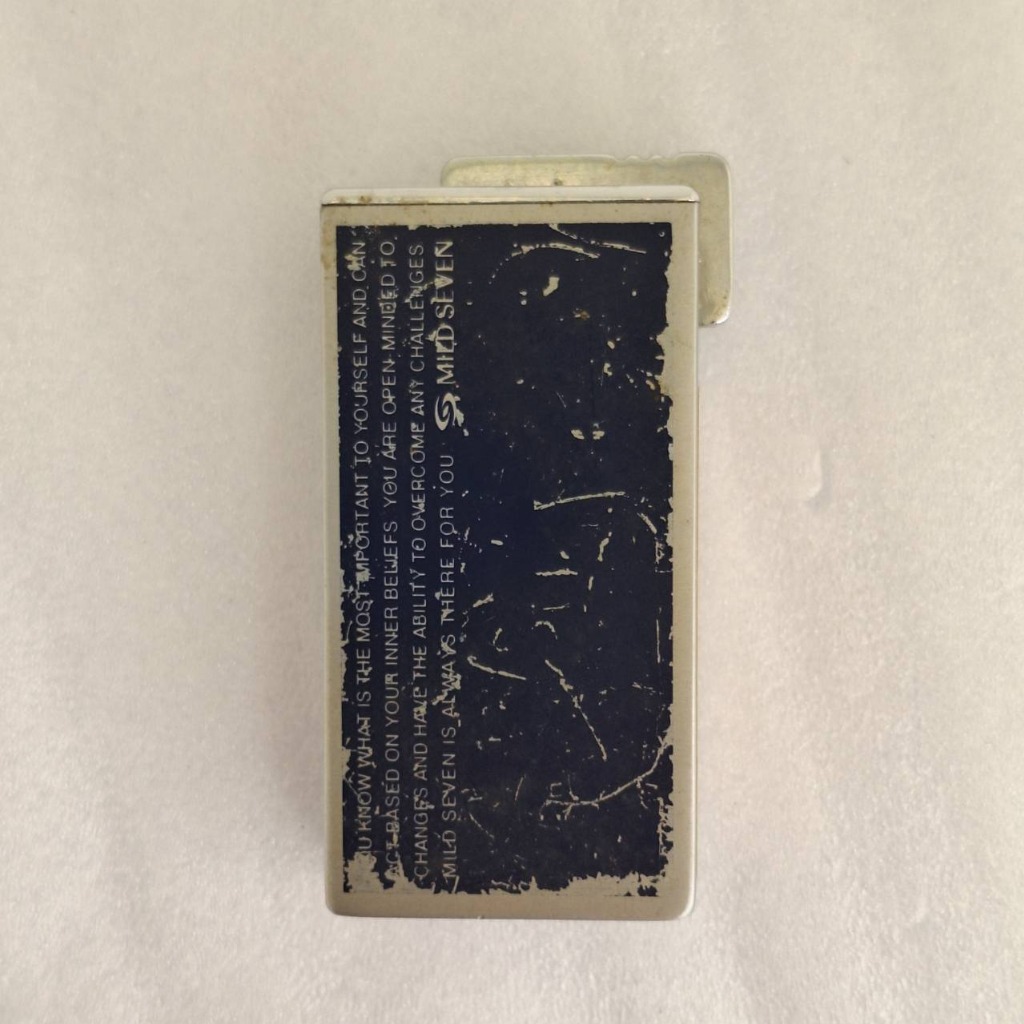 YOU KNOW WHAT IS THE MOST IMPORTANT TO YOURSELF AND CAN
ACT BASED ON YOUR INNER BELIEFS YOU ARE OPEN-MINDED TO
CHANGES AND HAVE THE ABILITY TO OVERCOME ANY CHALLENGES
MILD SEVEN IS ALWAYS THERE FOR YOU MILD SEVEN